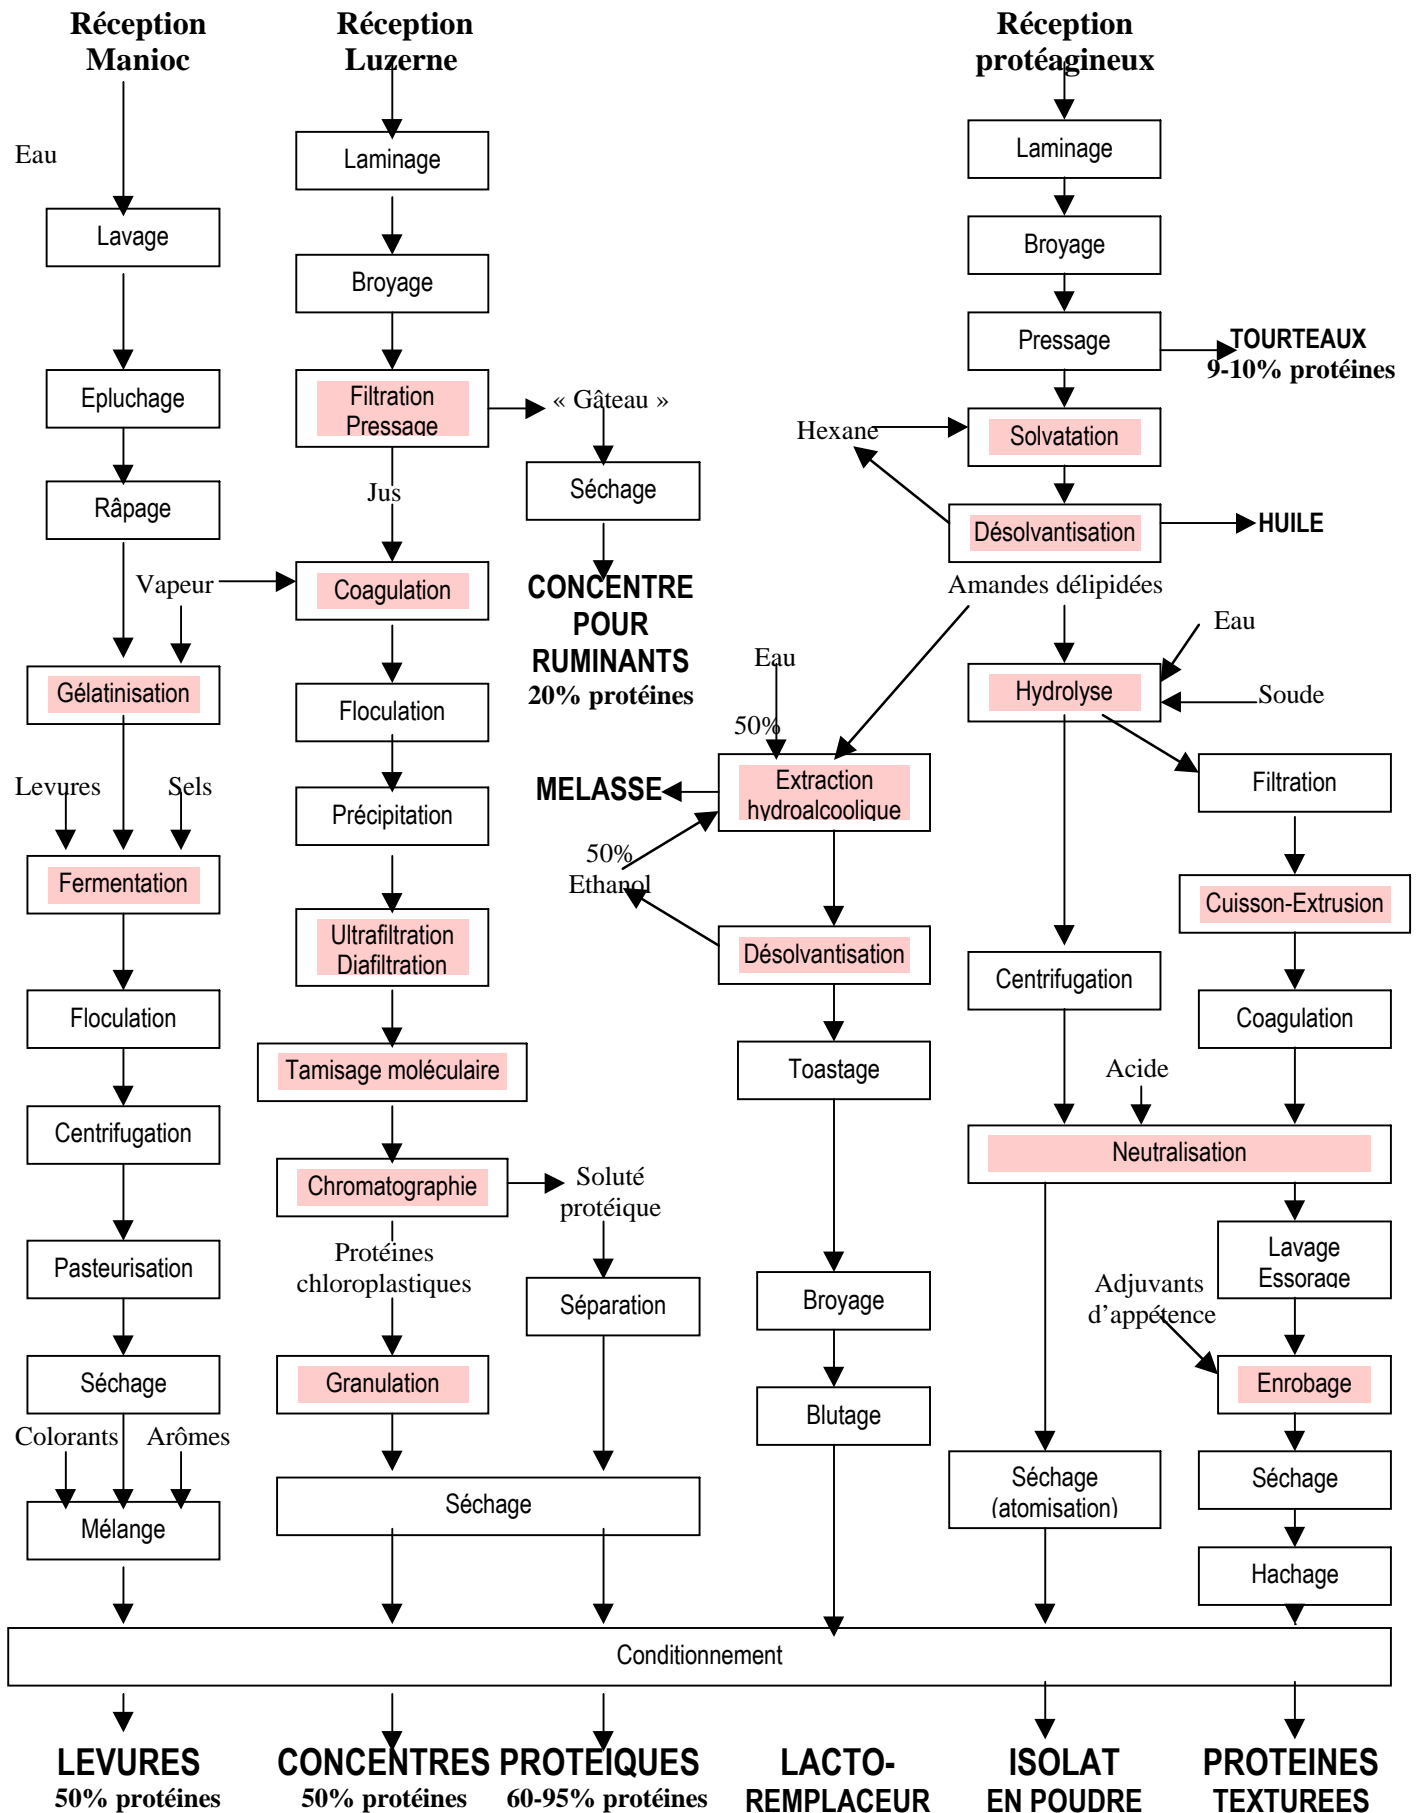 Réception
Manioc
Réception
Luzerne
Réception
protéagineux
Eau
Lavage
Epluchage
Râpage
Vapeur
Gélatinisation
Levures
Sels
Fermentation
Floculation
Centrifugation
Pasteurisation
Séchage
Colorants
Arômes
Mélange
Laminage
Broyage
Filtration
Pressage
« Gâteau »
Séchage
Jus
Coagulation
CONCENTRE
POUR
RUMINANTS
20% protéines
Floculation
Précipitation
Ultrafiltration
Diafiltration
Tamisage moléculaire
Chromatographie
Soluté
protéique
Protéines
chloroplastiques
Séparation
Granulation
Séchage
Laminage
Broyage
Pressage
TOURTEAUX
9-10% protéines
Hexane
Solvatation
Désolvantisation
HUILE
Amandes délipidées
Eau
50%
Extraction
hydroalcoolique
MELASSE
50%
Ethanol
Désolvantisation
Toastage
Broyage
Blutage
Eau
Hydrolyse
Soude
Filtration
Cuisson-Extrusion
Centrifugation
Coagulation
Acide
Neutralisation
Lavage
Essorage
Adjuvants
d’appétence
Enrobage
Séchage
(atomisation)
Séchage
Hachage
Conditionnement
LEVURES
50% protéines
CONCENTRES PROTEIQUES
50% protéines
60-95% protéines
LACTO-
REMPLACEUR
ISOLAT
EN POUDRE
PROTEINES
TEXTUREES